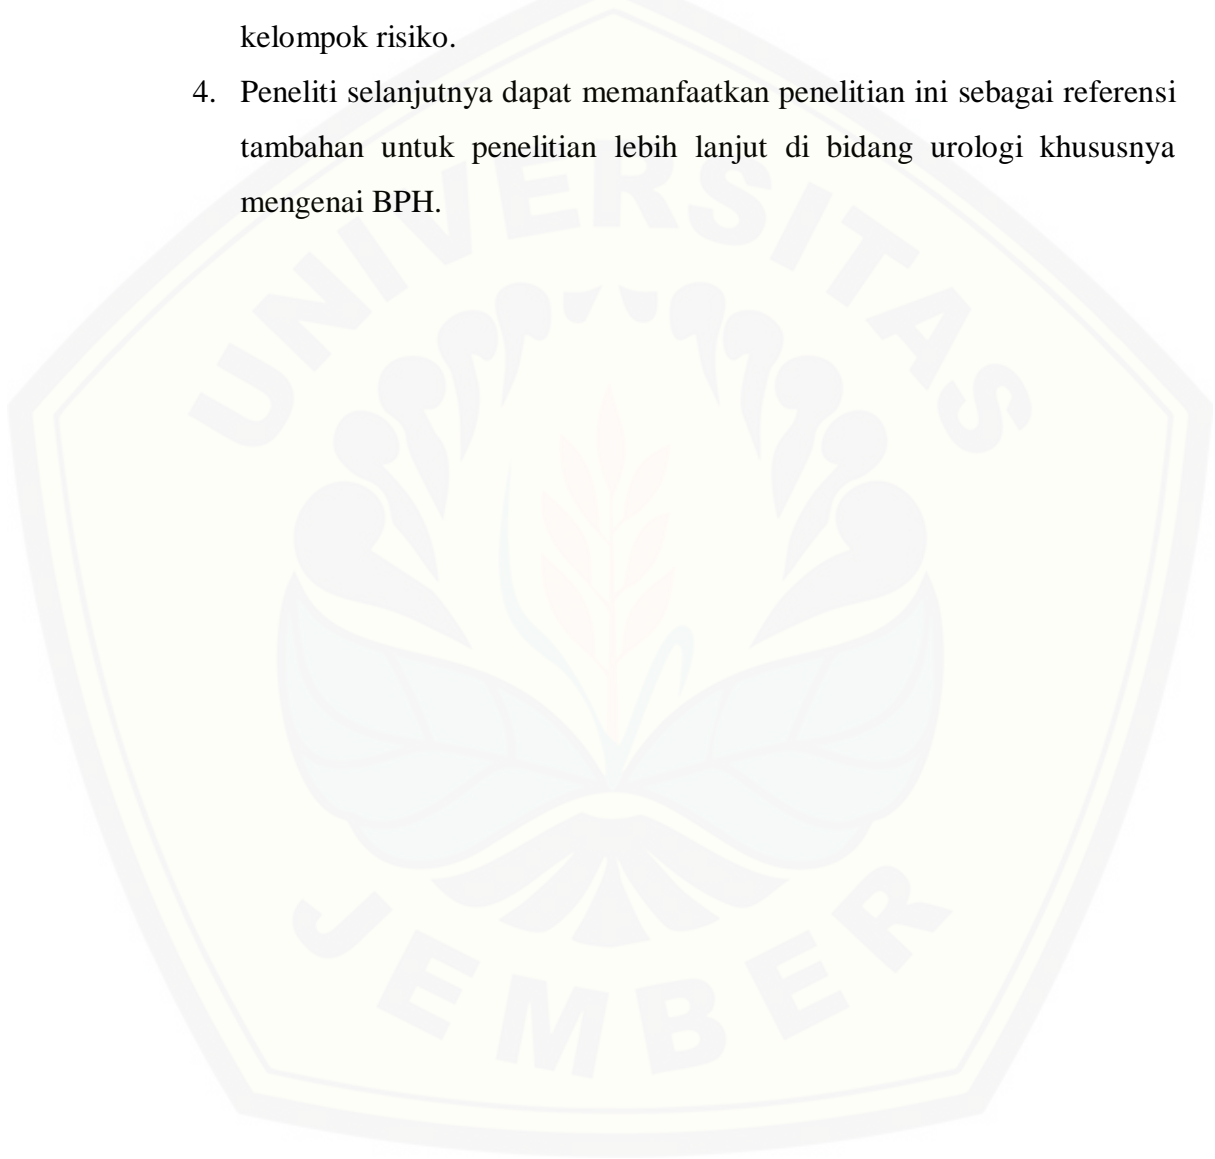 kelompok risiko.
4. Peneliti selanjutnya dapat memanfaatkan penelitian ini sebagai referensi
tambahan untuk penelitian lebih lanjut di bidang urologi khususnya
mengenai BPH.
UNIVERSITAS
JEMBER